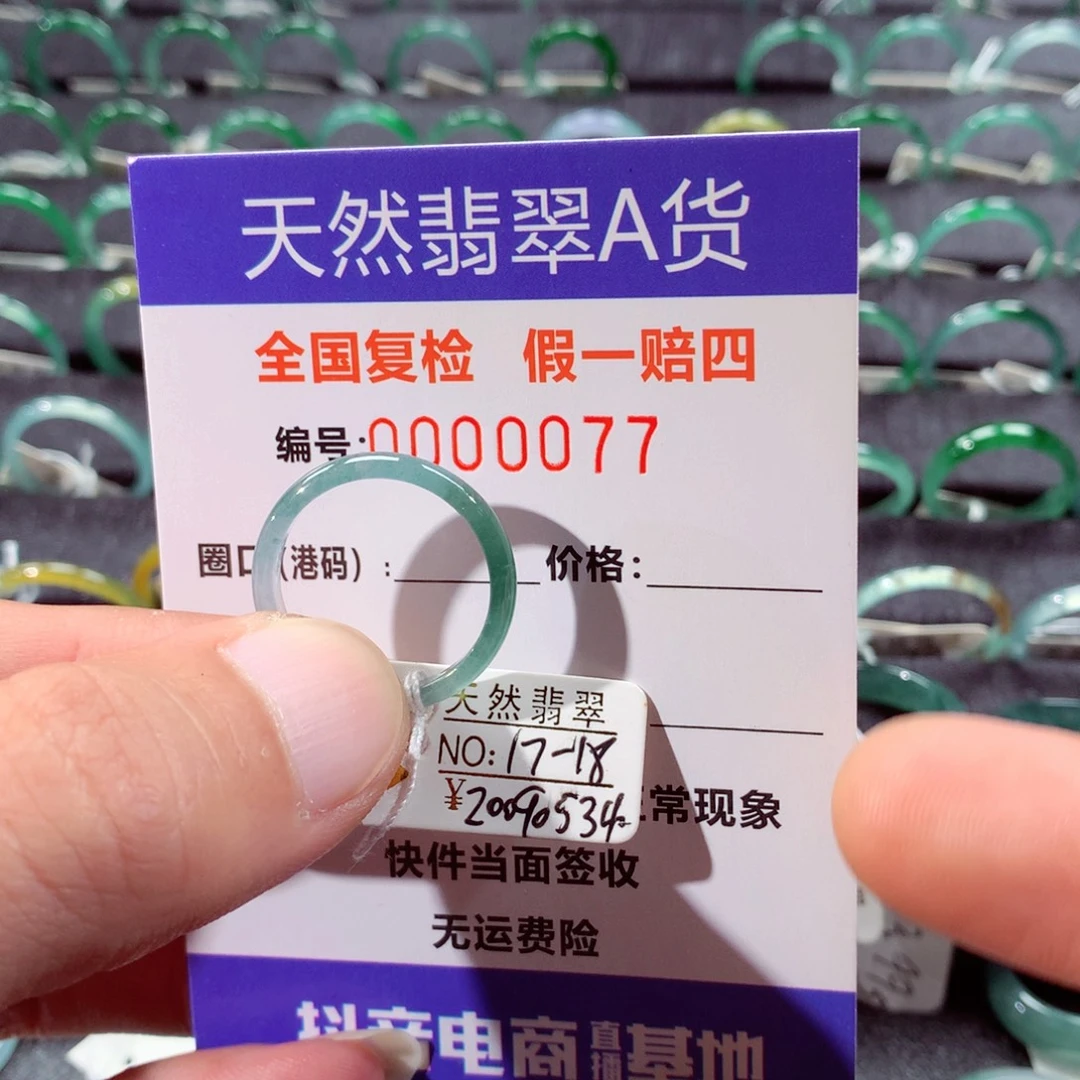 天然翡翠A货
全国复检 假一赔四
编号:0000077
圈口(港码):
价格:
天然翡翠
NO:17-18
¥20090534
常现象
快件当面签收
无运费险
抖音电商直播基地